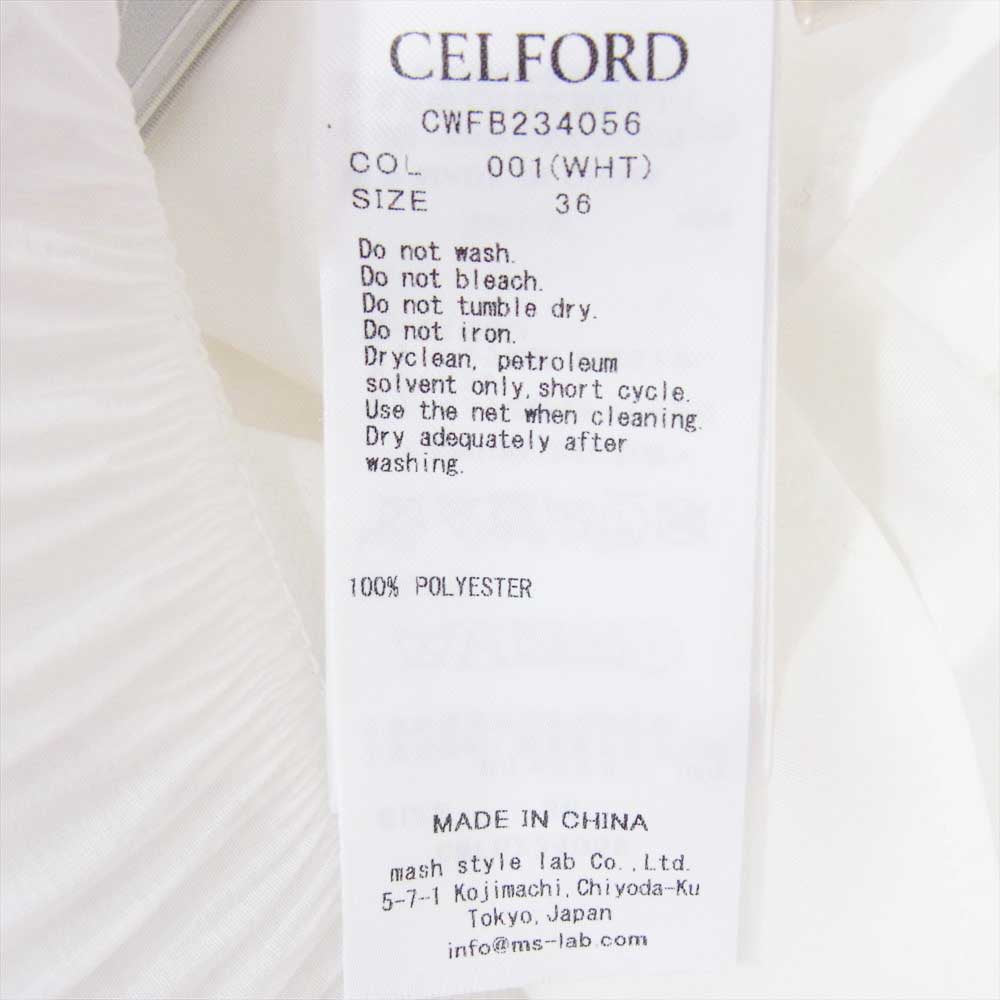 CELFORD
CWFB234056
COL 001(WHT)
SIZE 36
Do not wash.
Do not bleach.
Do not tumble dry.
Do not iron.
Dryclean, petroleum
solvent only,short cycle.
Use the net when cleaning.
Dry adequately after
washing.
100% POLYESTER
MADE IN CHINA
mash style lab Co.,Ltd.
5-7-1 Kojimachi,Chiyoda-Ku
Tokyo,Japan
info@ms-lab.com